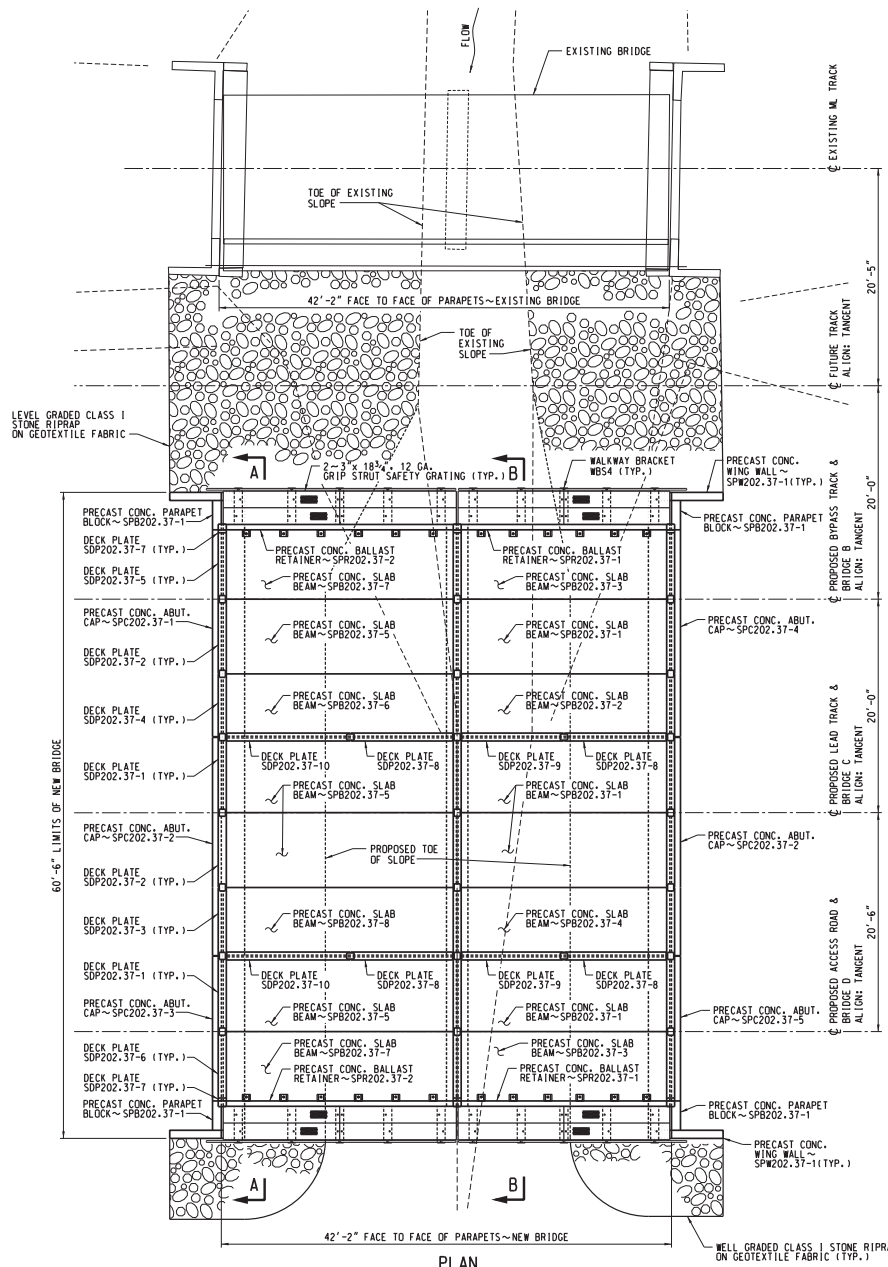 FLOW
EXISTING BRIDGE
℄ EXISTING ML TRACK
TOE OF EXISTING
SLOPE
20'-5"
42'-2" FACE TO FACE OF PARAPETS~EXISTING BRIDGE
TOE OF
EXISTING
SLOPE
℄ FUTURE TRACK
ALIGN: TANGENT
LEVEL GRADED CLASS I
STONE RIPRAP
ON GEOTEXTILE FABRIC
A
B
2~3"x 18¾", 12 GA.
GRIP STRUT SAFETY GRATING (TYP.)
WALKWAY BRACKET
WBS4 (TYP.)
PRECAST CONC.
WING WALL~
SPW202.37-1(TYP.)
PRECAST CONC. PARAPET
BLOCK~SPB202.37-1
PRECAST CONC. PARAPET
BLOCK~SPB202.37-1
DECK PLATE
SDP202.37-7 (TYP.)
PRECAST CONC. BALLAST
RETAINER~SPR202.37-2
PRECAST CONC. BALLAST
RETAINER~SPR202.37-1
DECK PLATE
SDP202.37-5 (TYP.)
PRECAST CONC. SLAB
BEAM~SPB202.37-7
PRECAST CONC. SLAB
BEAM~SPB202.37-3
20'-0"
℄ PROPOSED BYPASS TRACK &
BRIDGE B
ALIGN: TANGENT
PRECAST CONC. ABUT.
CAP~SPC202.37-1
PRECAST CONC. SLAB
BEAM~SPB202.37-5
PRECAST CONC. SLAB
BEAM~SPB202.37-1
PRECAST CONC. ABUT.
CAP~SPC202.37-4
DECK PLATE
SDP202.37-2 (TYP.)
DECK PLATE
SDP202.37-4 (TYP.)
PRECAST CONC. SLAB
BEAM~SPB202.37-6
PRECAST CONC. SLAB
BEAM~SPB202.37-2
20'-0"
DECK PLATE
SDP202.37-10
DECK PLATE
SDP202.37-8
DECK PLATE
SDP202.37-9
DECK PLATE
SDP202.37-8
DECK PLATE
SDP202.37-1 (TYP.)
PRECAST CONC. SLAB
BEAM~SPB202.37-5
PRECAST CONC. SLAB
BEAM~SPB202.37-1
℄ PROPOSED LEAD TRACK &
BRIDGE C
ALIGN: TANGENT
60'-6" LIMITS OF NEW BRIDGE
PRECAST CONC. ABUT.
CAP~SPC202.37-2
PROPOSED TOE
OF SLOPE
PRECAST CONC. ABUT.
CAP~SPC202.37-2
DECK PLATE
SDP202.37-2 (TYP.)
DECK PLATE
SDP202.37-3 (TYP.)
PRECAST CONC. SLAB
BEAM~SPB202.37-8
PRECAST CONC. SLAB
BEAM~SPB202.37-4
20'-6"
DECK PLATE
SDP202.37-1 (TYP.)
DECK PLATE
SDP202.37-10
DECK PLATE
SDP202.37-8
DECK PLATE
SDP202.37-9
DECK PLATE
SDP202.37-8
PRECAST CONC. ABUT.
CAP~SPC202.37-3
PRECAST CONC. SLAB
BEAM~SPB202.37-5
PRECAST CONC. SLAB
BEAM~SPB202.37-1
PRECAST CONC. ABUT.
CAP~SPC202.37-5
℄ PROPOSED ACCESS ROAD &
BRIDGE D
ALIGN: TANGENT
DECK PLATE
SDP202.37-6 (TYP.)
PRECAST CONC. SLAB
BEAM~SPB202.37-7
PRECAST CONC. SLAB
BEAM~SPB202.37-3
DECK PLATE
SDP202.37-7 (TYP.)
PRECAST CONC. BALLAST
RETAINER~SPR202.37-2
PRECAST CONC. BALLAST
RETAINER~SPR202.37-1
PRECAST CONC. PARAPET
BLOCK~SPB202.37-1
PRECAST CONC. PARAPET
BLOCK~SPB202.37-1
PRECAST CONC.
WING WALL~
SPW202.37-1(TYP.)
A
B
42'-2" FACE TO FACE OF PARAPETS~NEW BRIDGE
WELL GRADED CLASS I STONE RIPR
ON GEOTEXTILE FABRIC (TYP.)
PLAN